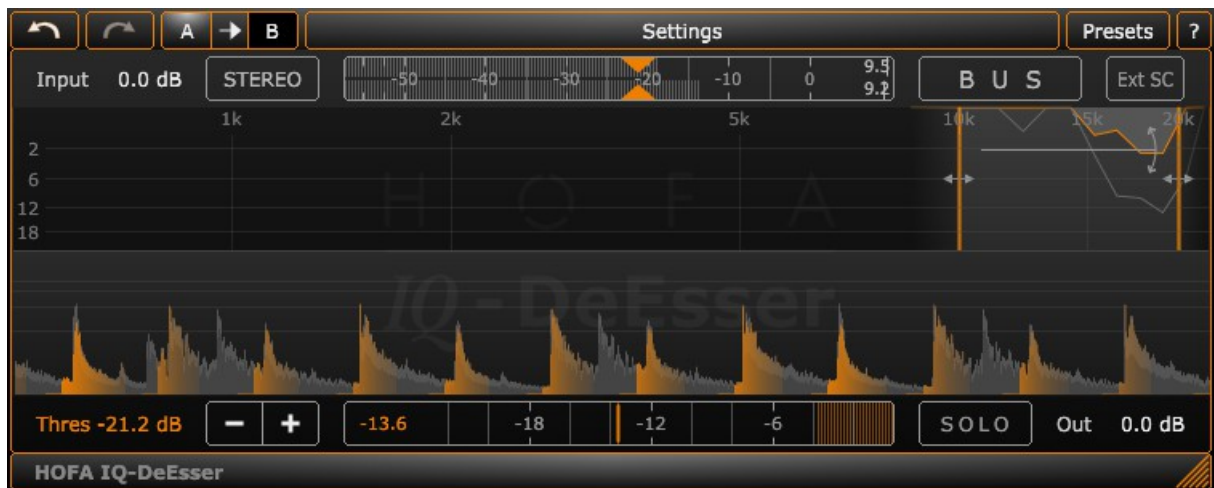 A B Settings Presets ?
Input 0.0 dB STEREO -50 -40 -30 -20 -10 0 9.5 9.2 BUS Ext SC
1k 2k 5k 10k 15k 20k
2
6
12
18
HOFA
IQ-DeEsser
Thres -21.2 dB − + -13.6 -18 -12 -6 SOLO Out 0.0 dB
HOFA IQ-DeEsser